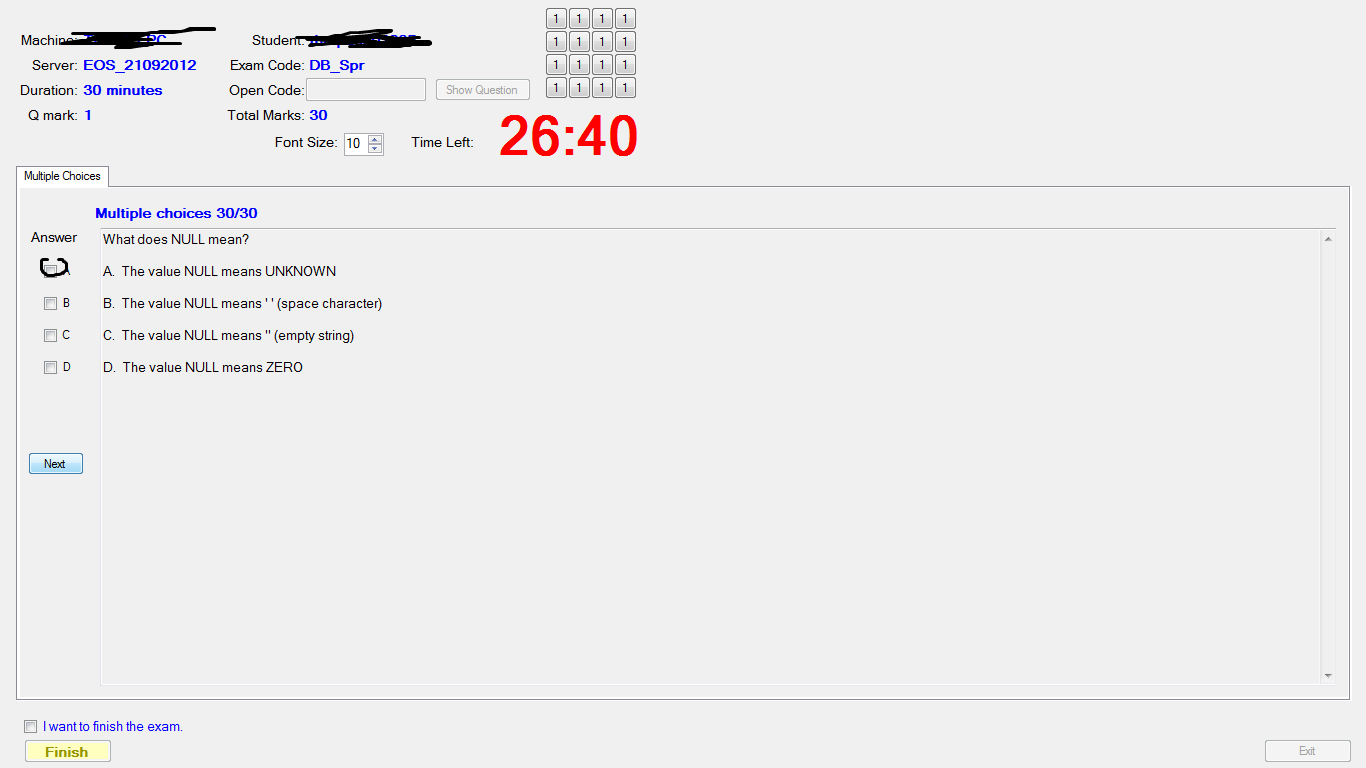 Machine:
Student:
Server: EOS_21092012
Exam Code: DB_Spr
Duration: 30 minutes
Open Code:
Show Question
Q mark: 1
Total Marks: 30
Font Size: 10
Time Left: 26:40
1 1 1 1
1 1 1 1
1 1 1 1
1 1 1 1
Multiple Choices
Multiple choices 30/30
Answer
What does NULL mean?
A
A. The value NULL means UNKNOWN
B
B. The value NULL means ' ' (space character)
C
C. The value NULL means '' (empty string)
D
D. The value NULL means ZERO
Next
I want to finish the exam.
Finish
Exit